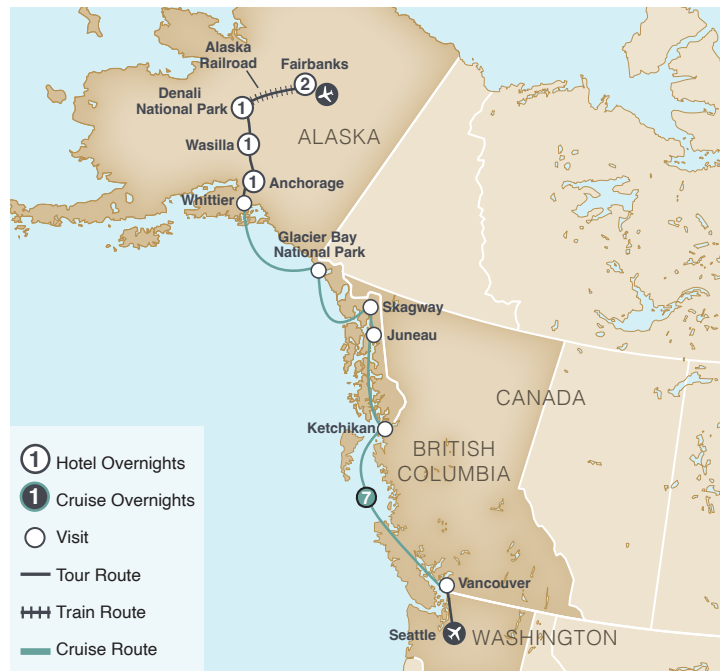 Alaska
Railroad
Fairbanks
2
Denali
National Park
1
ALASKA
Wasilla
1
1
Anchorage
Whittier
Glacier Bay
National Park
Skagway
Juneau
CANADA
Ketchikan
BRITISH
COLUMBIA
7
Vancouver
Seattle
WASHINGTON
1 Hotel Overnights
1 Cruise Overnights
Visit
Tour Route
Train Route
Cruise Route